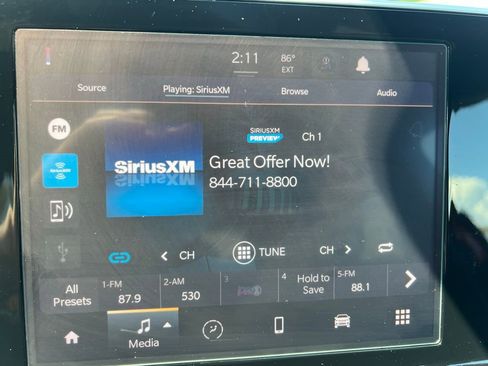 2:11 86°
EXT
Source Playing: SiriusXM Browse Audio
FM
SIRIUSXM
PREVIEW
Ch 1
SiriusXM
Great Offer Now!
844-711-8800
SiriusXM
CH TUNE CH
All
Presets
1-FM
87.9
2-AM
530
3
4
Hold to
Save
5-FM
88.1
Media